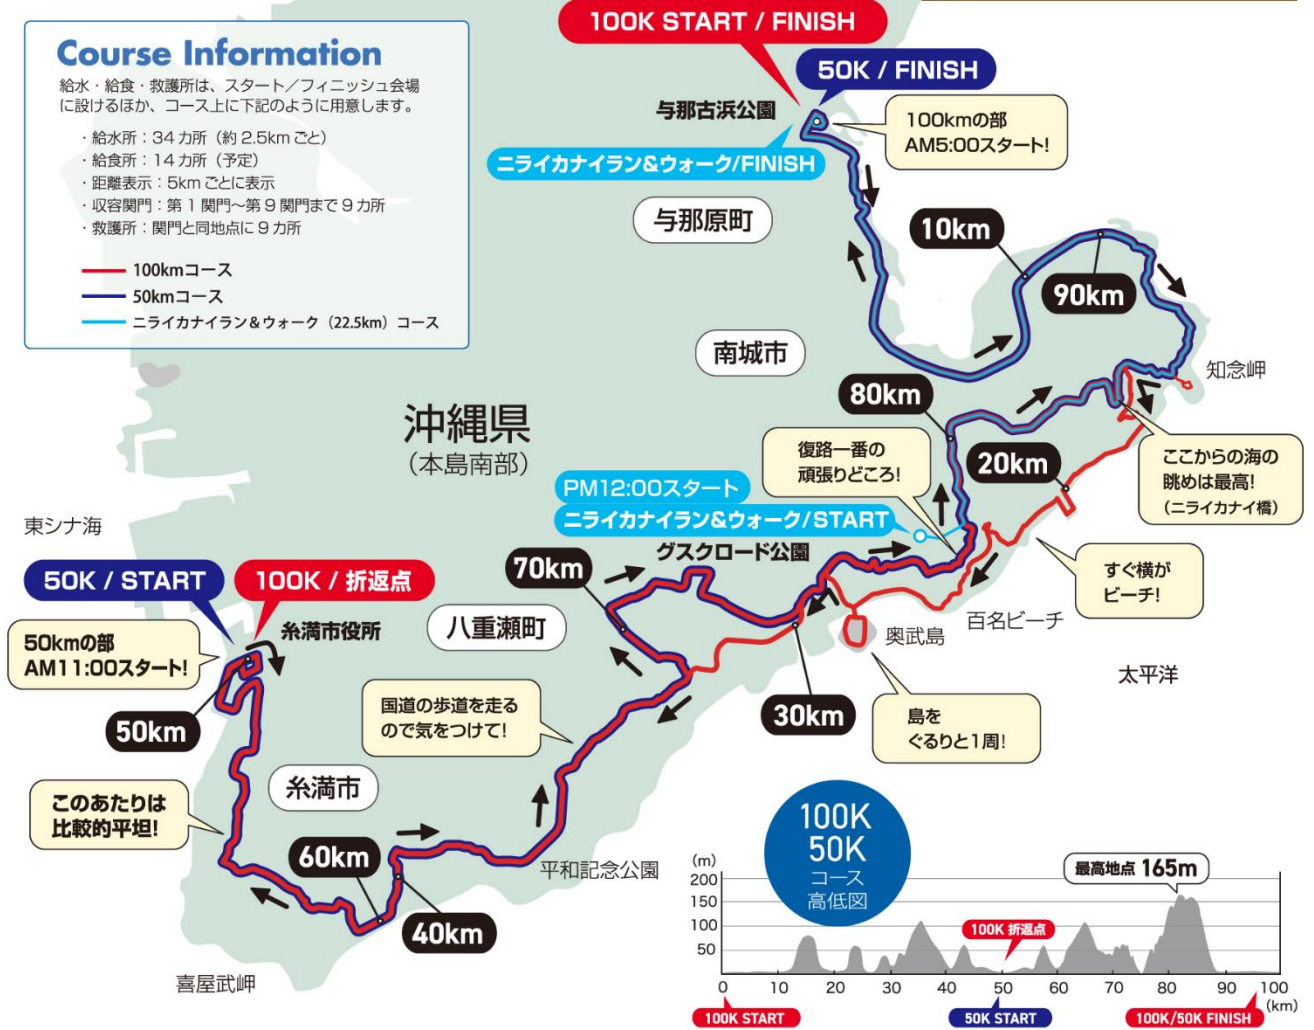 100K START / FINISH
50K / FINISH
Course Information
給水・給食・救護所は、スタート／フィニッシュ会場
に設けるほか、コース上に下記のように用意します。
・給水所：34 カ所（約 2.5km ごと）
・給食所：14 カ所（予定）
・距離表示：5km ごとに表示
・収容関門：第 1 関門～第 9 関門まで 9 カ所
・救護所：関門と同地点に 9 カ所
100kmコース
50kmコース
ニライカナイラン＆ウォーク（22.5km）コース
与那古浜公園
100kmの部
AM5:00スタート!
ニライカナイラン&ウォーク/FINISH
与那原町
10km
90km
南城市
知念岬
80km
沖縄県
（本島南部）
復路一番の
頑張りどころ!
20km
ここからの海の
眺めは最高!
（ニライカナイ橋）
PM12:00スタート
ニライカナイラン&ウォーク/START
グスクロード公園
東シナ海
50K / START
100K / 折返点
70km
すぐ横が
ビーチ!
糸満市役所
八重瀬町
奥武島
百名ビーチ
50kmの部
AM11:00スタート!
太平洋
国道の歩道を走る
ので気をつけて!
30km
島を
ぐるりと1周!
50km
糸満市
このあたりは
比較的平坦!
60km
平和記念公園
40km
喜屋武岬
100K
50K
コース
高低図
(m)
最高地点 165m
200
150
100
50
100K 折返点
0 10 20 30 40 50 60 70 80 90 100
(km)
100K START
50K START
100K/50K FINISH